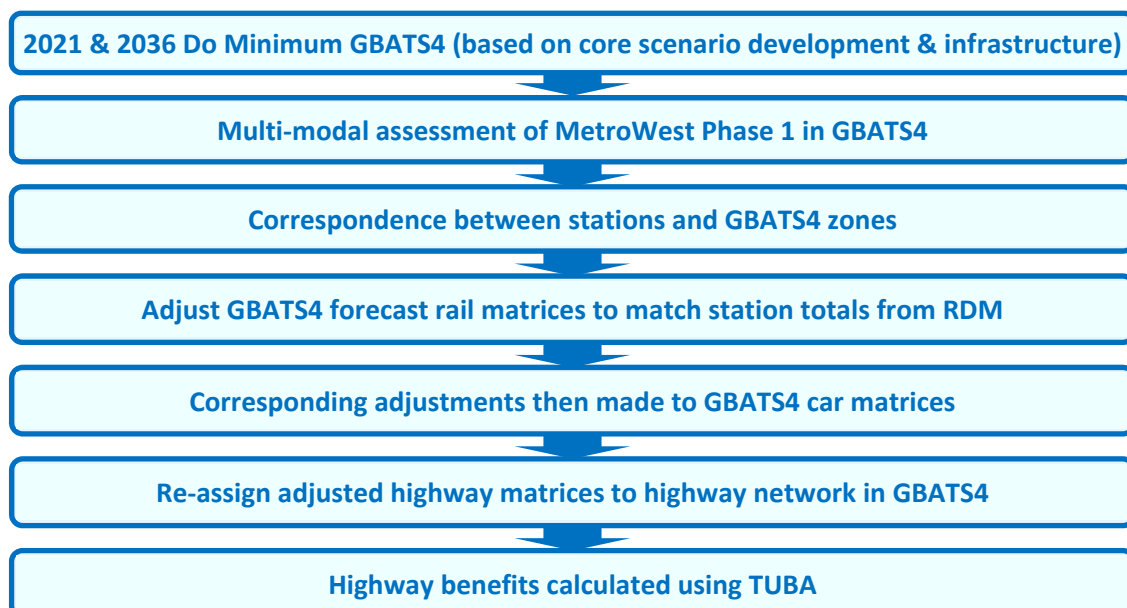 2021 & 2036 Do Minimum GBATS4 (based on core scenario development & infrastructure)
Multi-modal assessment of MetroWest Phase 1 in GBATS4
Correspondence between stations and GBATS4 zones
Adjust GBATS4 forecast rail matrices to match station totals from RDM
Corresponding adjustments then made to GBATS4 car matrices
Re-assign adjusted highway matrices to highway network in GBATS4
Highway benefits calculated using TUBA